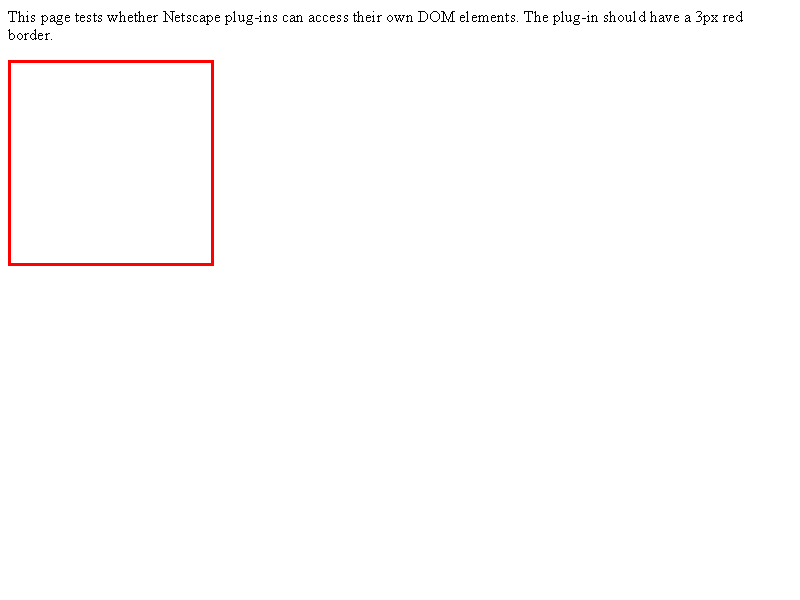 This page tests whether Netscape plug-ins can access their own DOM elements. The plug-in should have a 3px red
border.